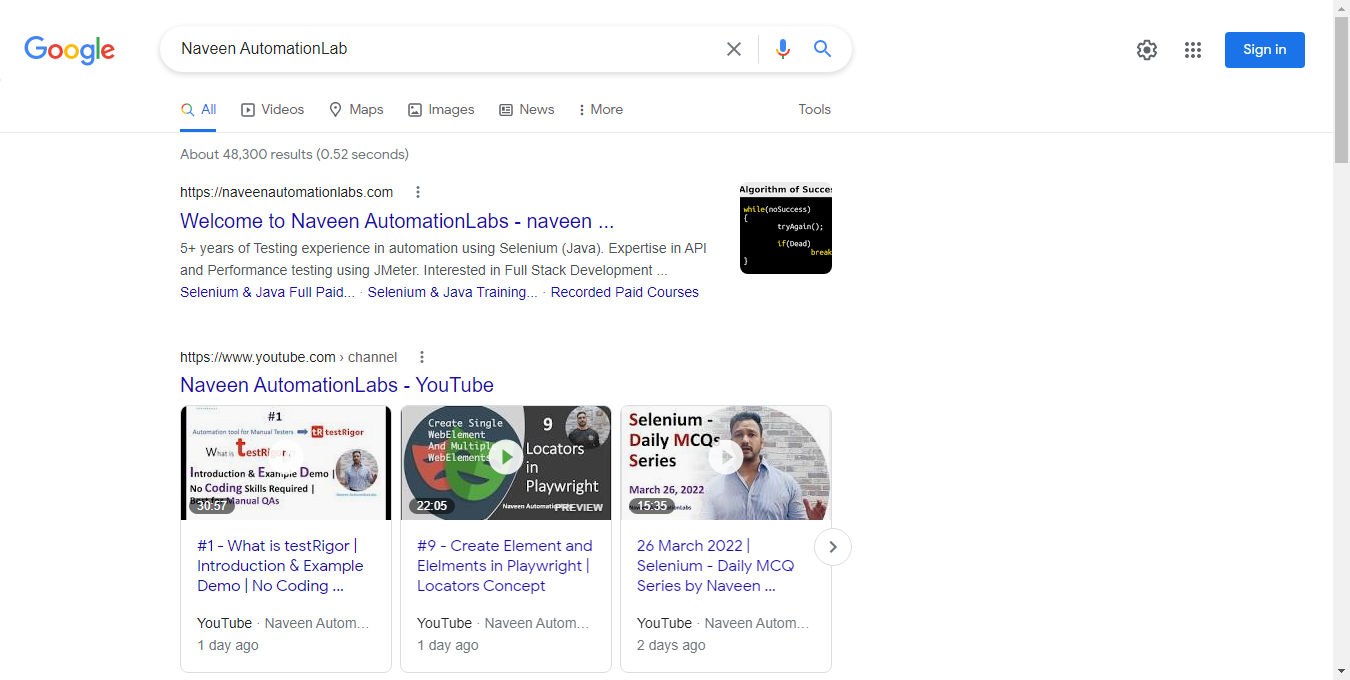 Google
Naveen AutomationLab
Sign in
All
Videos
Maps
Images
News
More
Tools
About 48,300 results (0.52 seconds)
https://naveenautomationlabs.com
Welcome to Naveen AutomationLabs - naveen ...
5+ years of Testing experience in automation using Selenium (Java). Expertise in API
and Performance testing using JMeter. Interested in Full Stack Development ...
Selenium & Java Full Paid... · Selenium & Java Training... · Recorded Paid Courses
Algorithm of Succes
while(noSuccess)
{
tryAgain();
if(Dead)
break
}
https://www.youtube.com › channel
Naveen AutomationLabs - YouTube
#1
Automation tool for Manual Testers
tR testRigor
What is testRigor
Introduction & Example Demo |
No Coding Skills Required |
Manual QAs
30:57
#1 - What is testRigor |
Introduction & Example
Demo | No Coding ...
YouTube · Naveen Autom...
1 day ago
Create Single
WebElement
And Multiple
WebElements
9
Locators
in
Playwright
Naveen Automation
PREVIEW
22:05
#9 - Create Element and
Elelments in Playwright |
Locators Concept
YouTube · Naveen Autom...
1 day ago
Selenium -
Daily MCQs
Series
March 26, 2022
15:35
26 March 2022 |
Selenium - Daily MCQ
Series by Naveen ...
YouTube · Naveen Autom...
2 days ago